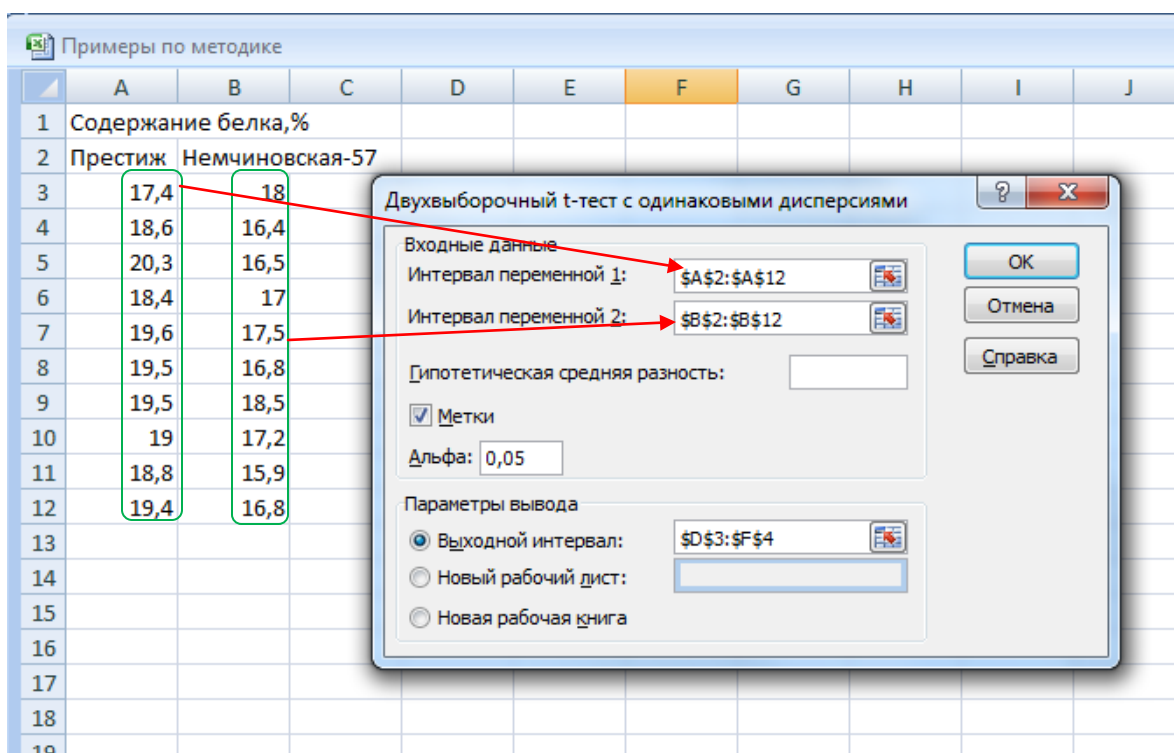 Примеры по методике
A B C D E F G H I J
1 Содержание белка,%
2 Престиж Немчиновская-57
3 17,4 18
4 18,6 16,4
5 20,3 16,5
6 18,4 17
7 19,6 17,5
8 19,5 16,8
9 19,5 18,5
10 19 17,2
11 18,8 15,9
12 19,4 16,8
13
14
15
16
17
18
19
Двухвыборочный t-тест с одинаковыми дисперсиями ? X
Входные данные
Интервал переменной 1: $A$2:$A$12
Интервал переменной 2: $B$2:$B$12
Гипотетическая средняя разность:
Метки
Альфа: 0,05
Параметры вывода
Выходной интервал: $D$3:$F$4
Новый рабочий лист:
Новая рабочая книга
ОК
Отмена
Справка